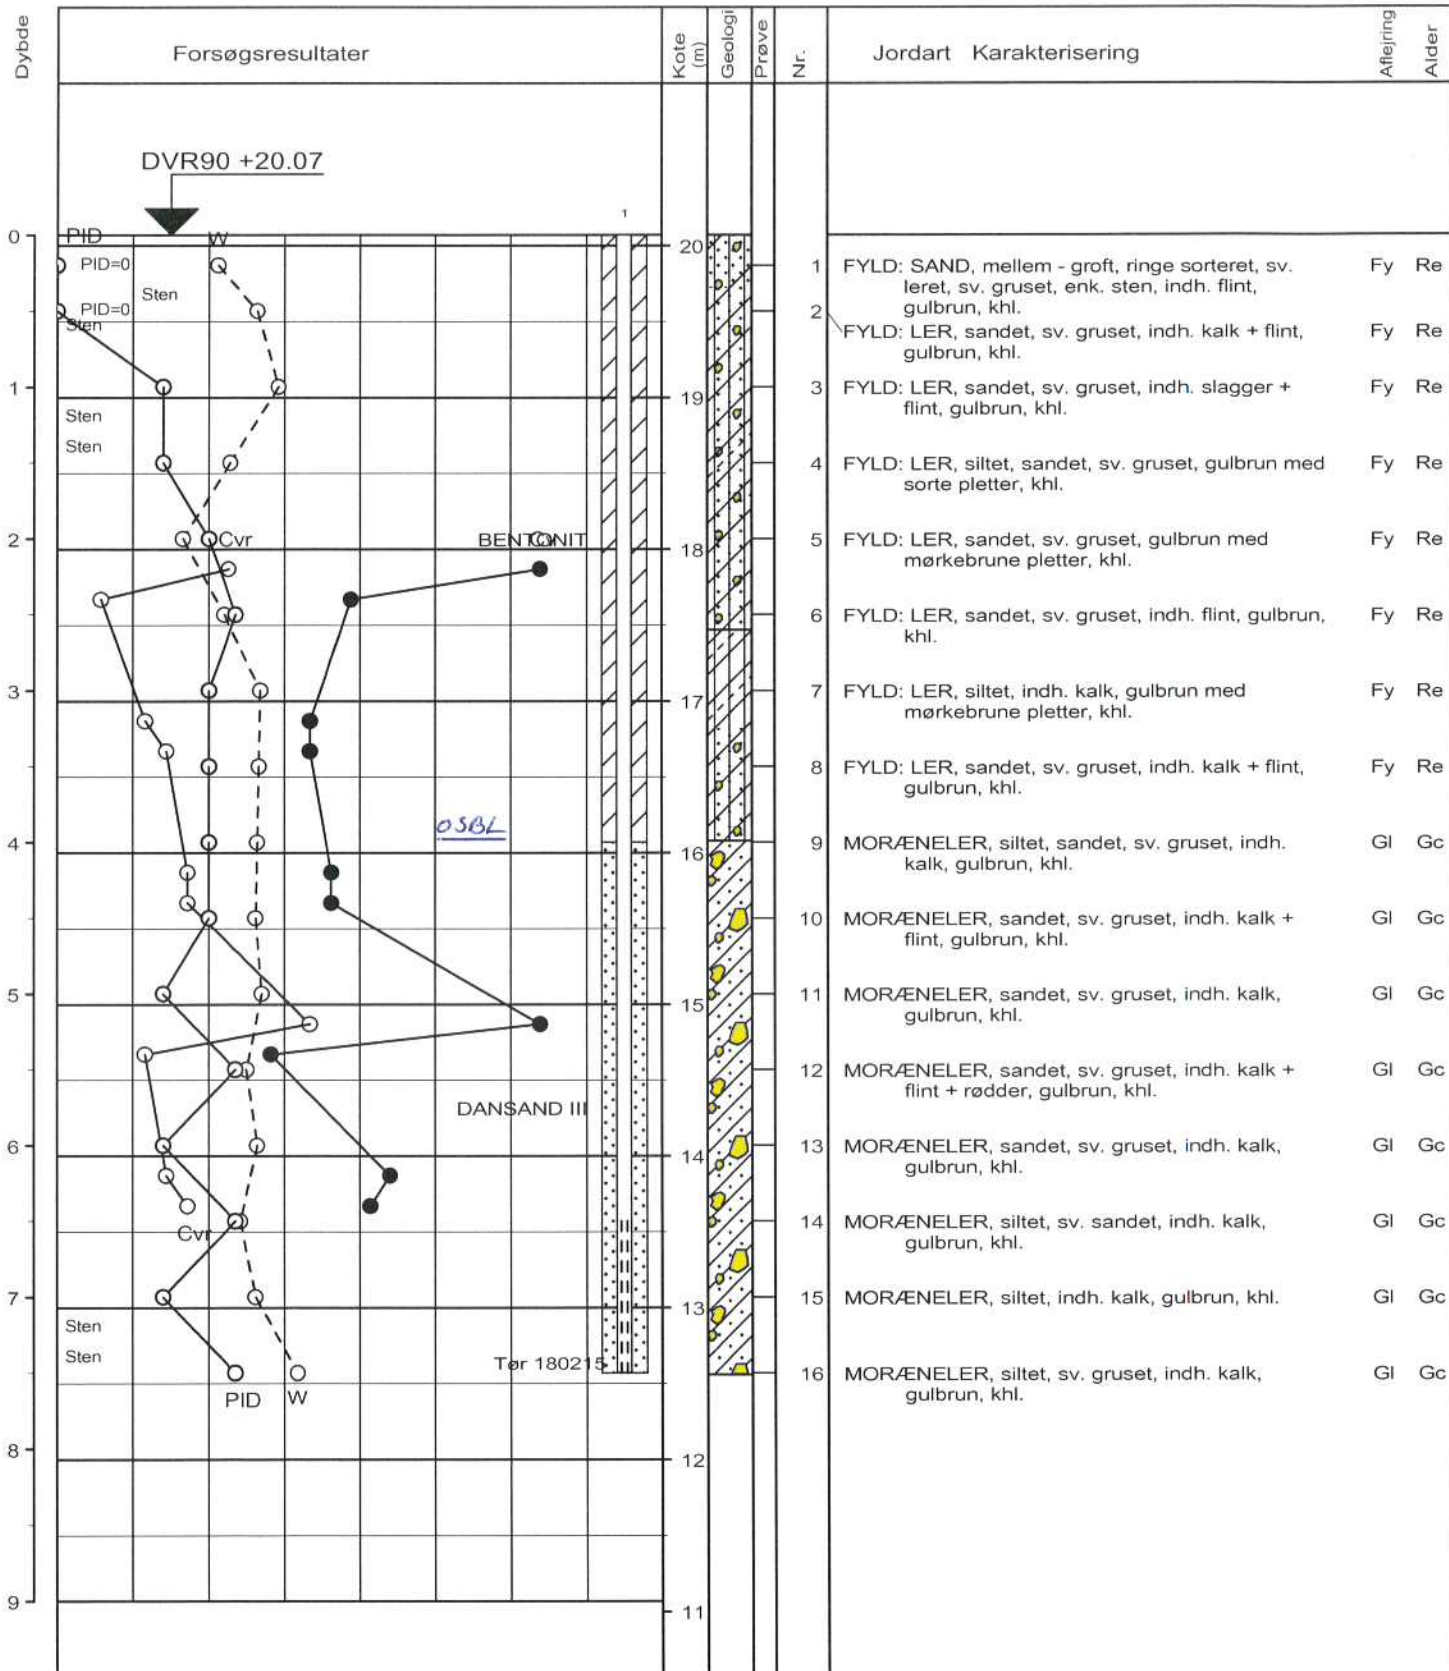 Dybde
Forsøgsresultater
Kote (m)
Geologi
Prøve
Nr.
Jordart Karakterisering
Aflejring
Alder
DVR90 +20.07
1
0
PID
W
20
PID=0
1
FYLD: SAND, mellem - groft, ringe sorteret, sv.
leret, sv. gruset, enk. sten, indh. flint,
gulbrun, khl.
Fy Re
Sten
PID=0
Sten
2
FYLD: LER, sandet, sv. gruset, indh. kalk + flint,
gulbrun, khl.
Fy Re
1
19
3
FYLD: LER, sandet, sv. gruset, indh. slagger +
flint, gulbrun, khl.
Fy Re
Sten
Sten
4
FYLD: LER, siltet, sandet, sv. gruset, gulbrun med
sorte pletter, khl.
Fy Re
2
Cvr
BENTONIT
Cv
18
5
FYLD: LER, sandet, sv. gruset, gulbrun med
mørkebrune pletter, khl.
Fy Re
6
FYLD: LER, sandet, sv. gruset, indh. flint, gulbrun,
khl.
Fy Re
3
17
7
FYLD: LER, siltet, indh. kalk, gulbrun med
mørkebrune pletter, khl.
Fy Re
8
FYLD: LER, sandet, sv. gruset, indh. kalk + flint,
gulbrun, khl.
Fy Re
OSBL
4
16
9
MORÆNELER, siltet, sandet, sv. gruset, indh.
kalk, gulbrun, khl.
Gl Gc
10
MORÆNELER, sandet, sv. gruset, indh. kalk +
flint, gulbrun, khl.
Gl Gc
5
15
11
MORÆNELER, sandet, sv. gruset, indh. kalk,
gulbrun, khl.
Gl Gc
12
MORÆNELER, sandet, sv. gruset, indh. kalk +
flint + rødder, gulbrun, khl.
Gl Gc
DANSAND III
6
14
13
MORÆNELER, sandet, sv. gruset, indh. kalk,
gulbrun, khl.
Gl Gc
Cvr
14
MORÆNELER, siltet, sv. sandet, indh. kalk,
gulbrun, khl.
Gl Gc
7
13
15
MORÆNELER, siltet, indh. kalk, gulbrun, khl.
Gl Gc
Sten
Sten
Tør 180215
16
MORÆNELER, siltet, sv. gruset, indh. kalk,
gulbrun, khl.
Gl Gc
PID
W
8
12
9
11